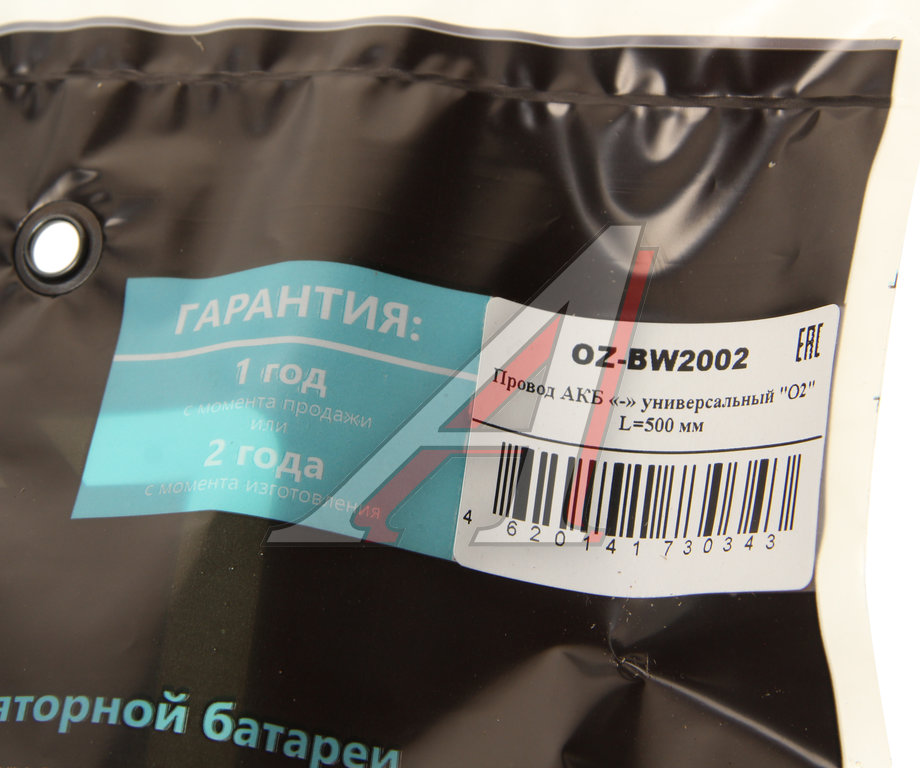 ГАРАНТИЯ:
1 год
с момента продажи
или
2 года
с момента изготовления
EAC
OZ-BW2002
Провод АКБ «-» универсальный "О2"
L=500 мм
4 620141 730343
яторной батареи